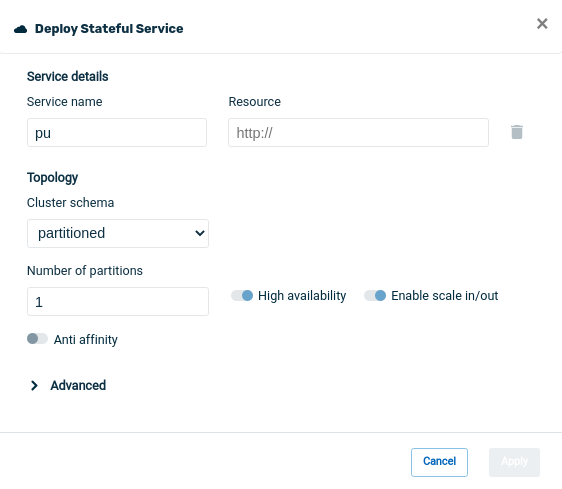 Deploy Stateful Service
Service details
Service name
Resource
pu
http://
Topology
Cluster schema
partitioned
Number of partitions
1
High availability
Enable scale in/out
Anti affinity
Advanced
Cancel
Apply